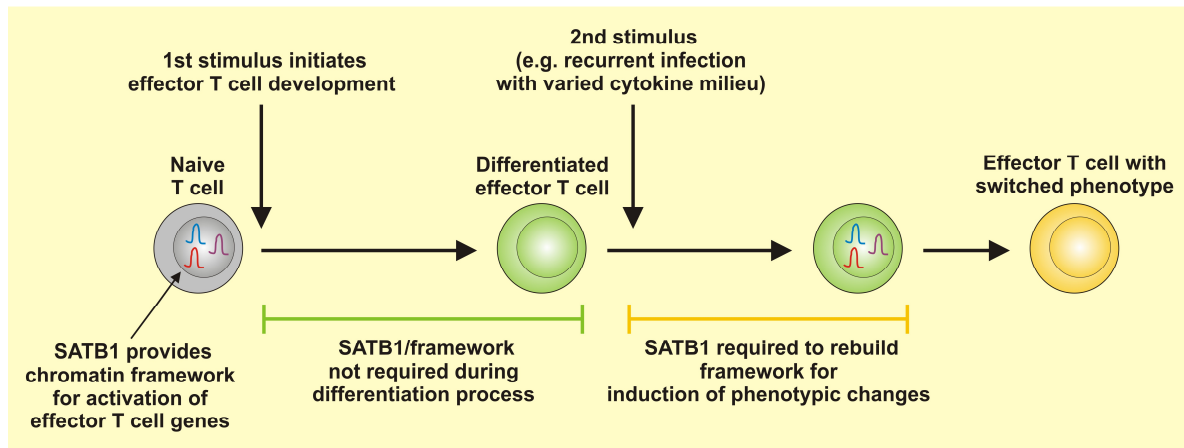 1st stimulus initiates
effector T cell development
2nd stimulus
(e.g. recurrent infection
with varied cytokine milieu)
Naive
T cell
Differentiated
effector T cell
Effector T cell with
switched phenotype
SATB1 provides
chromatin framework
for activation of
effector T cell genes
SATB1/framework
not required during
differentiation process
SATB1 required to rebuild
framework for
induction of phenotypic changes